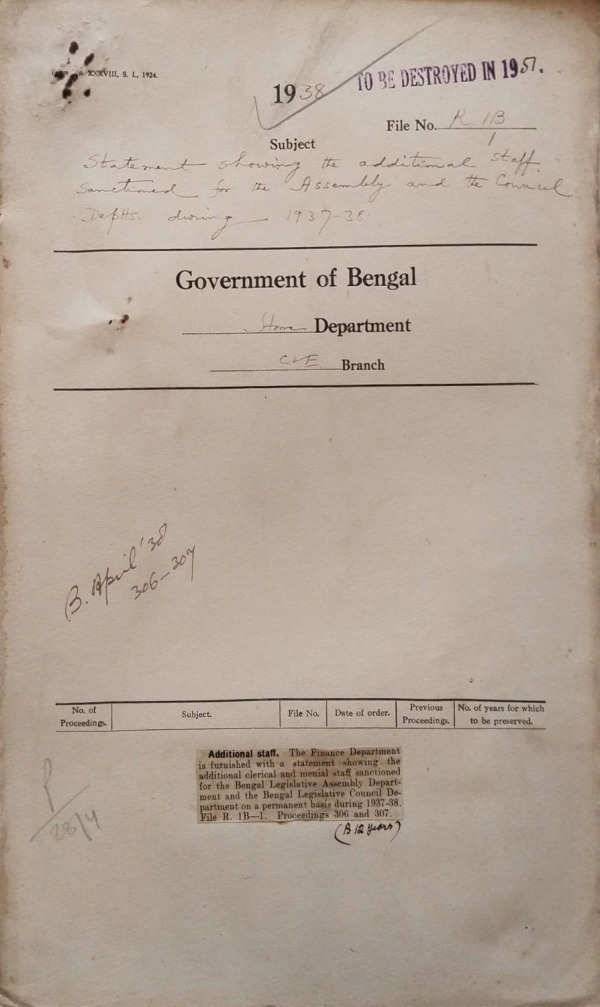 XXXVIII, S. L., 1924.
1938
TO BE DESTROYED IN 1951.
File No. R 1B
1
Subject
Statement showing the additional staff
sanctioned for the Assembly and the Council
Deptts. during 1937-38
Government of Bengal
Home Department
C&E Branch
B. April '38
306-307
No. of Proceedings.
Subject.
File No.
Date of order.
Previous Proceedings.
No. of years for which to be preserved.
Additional staff. The Finance Department
is furnished with a statement showing the
additional clerical and menial staff sanctioned
for the Bengal Legislative Assembly Depart-
ment and the Bengal Legislative Council De-
partment on a permanent basis during 1937-38.
File R. 1B—1. Proceedings 306 and 307.
(B 12 years)
28/4